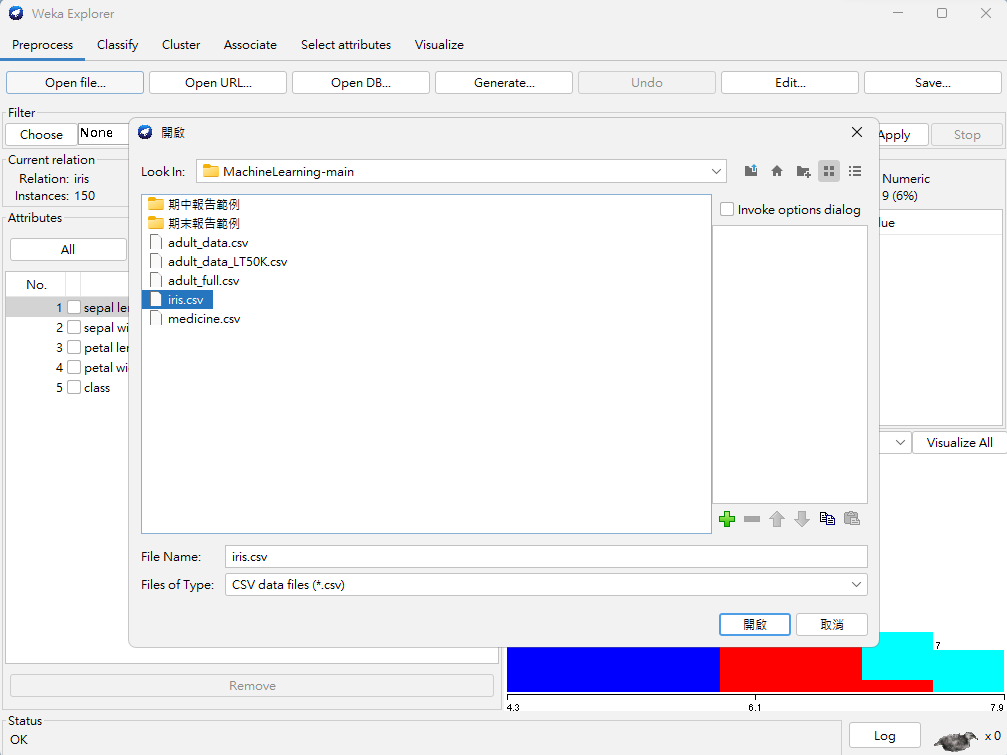 Weka Explorer
Preprocess Classify Cluster Associate Select attributes Visualize
Open file... Open URL... Open DB... Generate... Undo Edit... Save...
Filter
Choose None Apply Stop
開啟
Current relation
Relation: iris
Instances: 150
Look In: MachineLearning-main
Numeric
9 (6%)
Attributes
All
期中報告範例
期末報告範例
adult_data.csv
adult_data_LT50K.csv
adult_full.csv
iris.csv
medicine.csv
Invoke options dialog
No.
1 sepal
2 sepal
3 petal
4 petal
5 class
Visualize All
File Name: iris.csv
Files of Type: CSV data files (*.csv)
開啟 取消
7
4.3 6.1 7.9
Remove
Status
OK
Log x 0